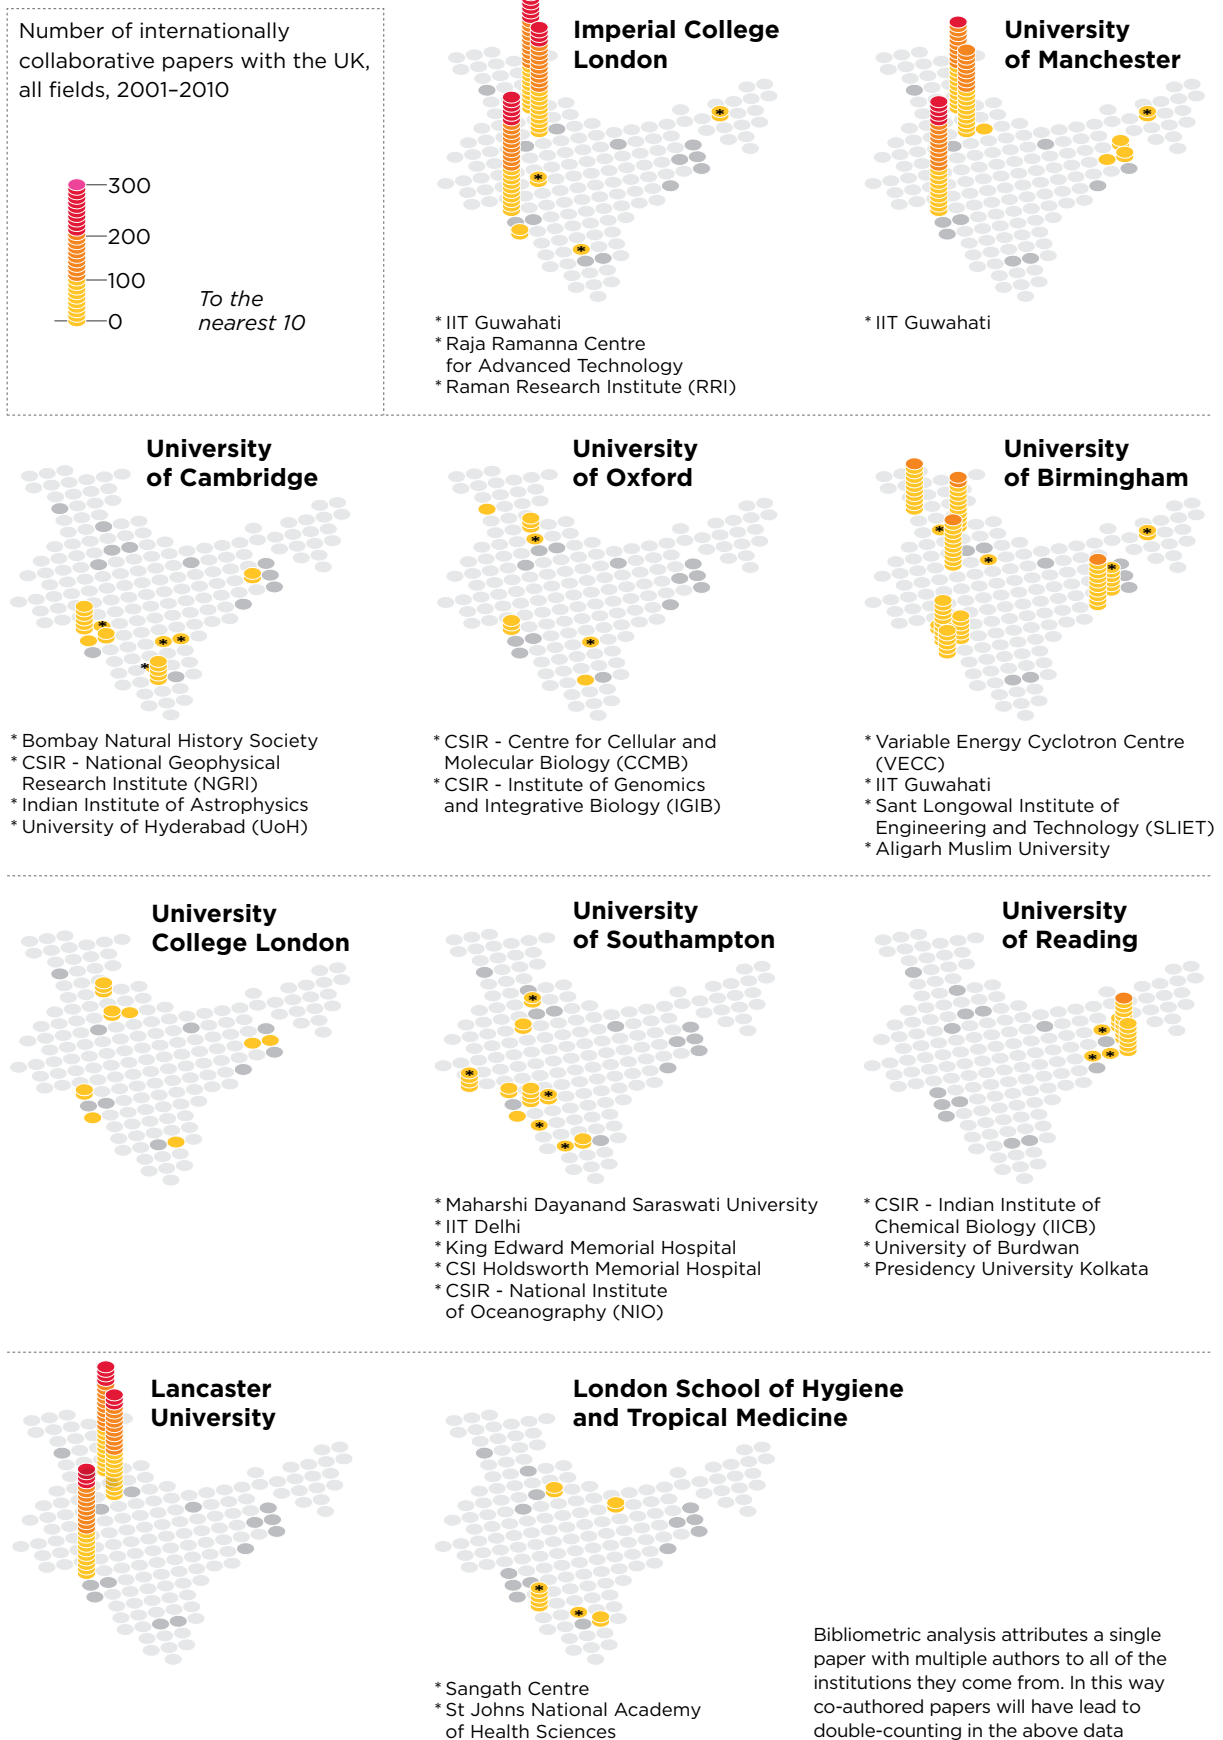 Number of internationally
collaborative papers with the UK,
all fields, 2001–2010
300
200
100
0
To the
nearest 10
Imperial College
London
* IIT Guwahati
* Raja Ramanna Centre
for Advanced Technology
* Raman Research Institute (RRI)
University
of Manchester
* IIT Guwahati
University
of Cambridge
* Bombay Natural History Society
* CSIR - National Geophysical
Research Institute (NGRI)
* Indian Institute of Astrophysics
* University of Hyderabad (UoH)
University
of Oxford
* CSIR - Centre for Cellular and
Molecular Biology (CCMB)
* CSIR - Institute of Genomics
and Integrative Biology (IGIB)
University
of Birmingham
* Variable Energy Cyclotron Centre
(VECC)
* IIT Guwahati
* Sant Longowal Institute of
Engineering and Technology (SLIET)
* Aligarh Muslim University
University
College London
University
of Southampton
* Maharshi Dayanand Saraswati University
* IIT Delhi
* King Edward Memorial Hospital
* CSI Holdsworth Memorial Hospital
* CSIR - National Institute
of Oceanography (NIO)
University
of Reading
* CSIR - Indian Institute of
Chemical Biology (IICB)
* University of Burdwan
* Presidency University Kolkata
Lancaster
University
London School of Hygiene
and Tropical Medicine
* Sangath Centre
* St Johns National Academy
of Health Sciences
Bibliometric analysis attributes a single
paper with multiple authors to all of the
institutions they come from. In this way
co-authored papers will have lead to
double-counting in the above data